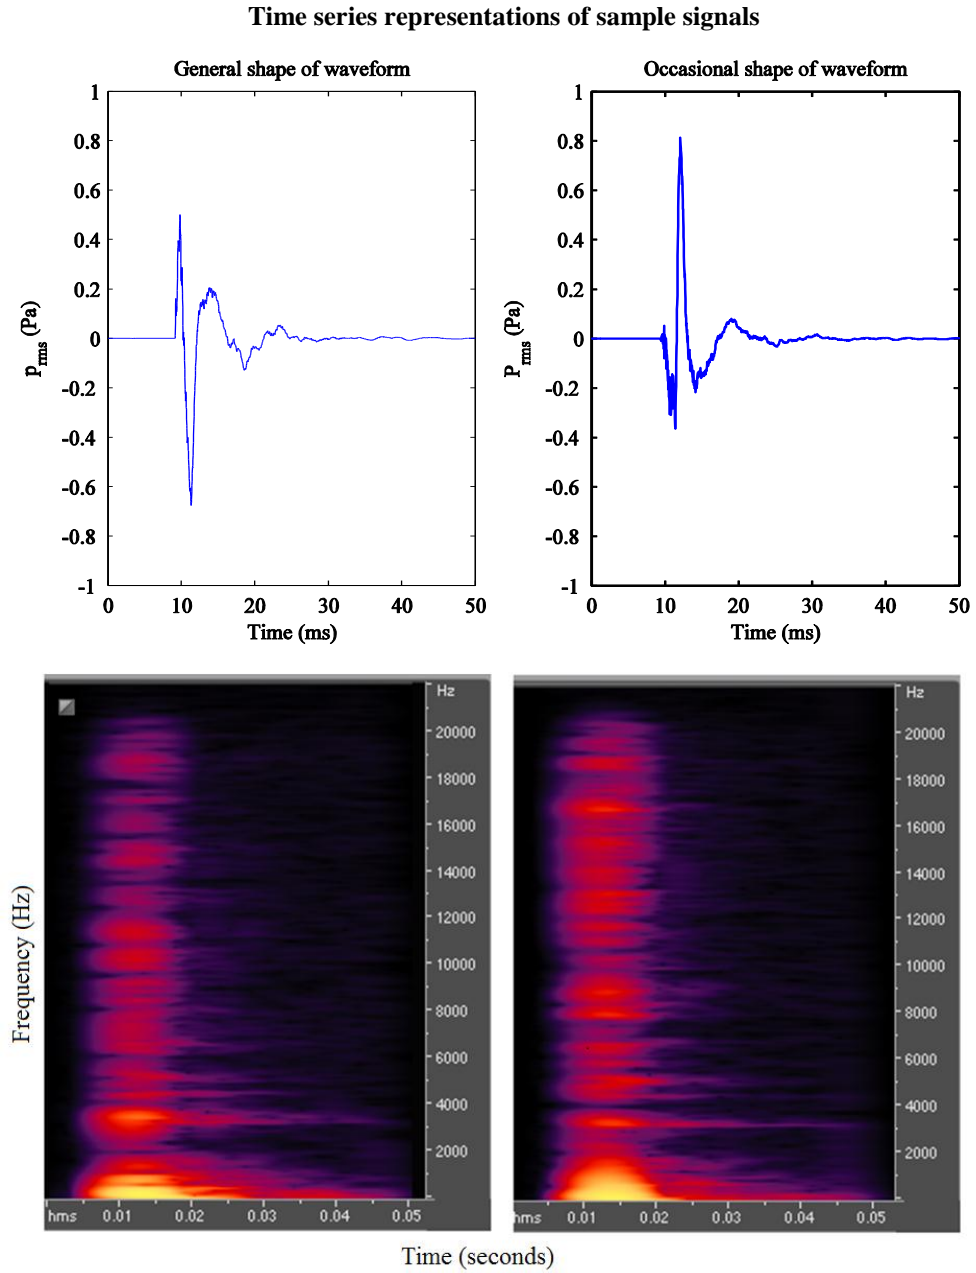 Time series representations of sample signals
General shape of waveform
1
0.8
0.6
0.4
0.2
0
-0.2
-0.4
-0.6
-0.8
-1
p_rms (Pa)
0 10 20 30 40 50
Time (ms)
Occasional shape of waveform
1
0.8
0.6
0.4
0.2
0
-0.2
-0.4
-0.6
-0.8
-1
P_rms (Pa)
0 10 20 30 40 50
Time (ms)
Frequency (Hz)
Hz
20000
18000
16000
14000
12000
10000
8000
6000
4000
2000
hms 0.01 0.02 0.03 0.04 0.05
Hz
20000
18000
16000
14000
12000
10000
8000
6000
4000
2000
hms 0.01 0.02 0.03 0.04 0.05
Time (seconds)